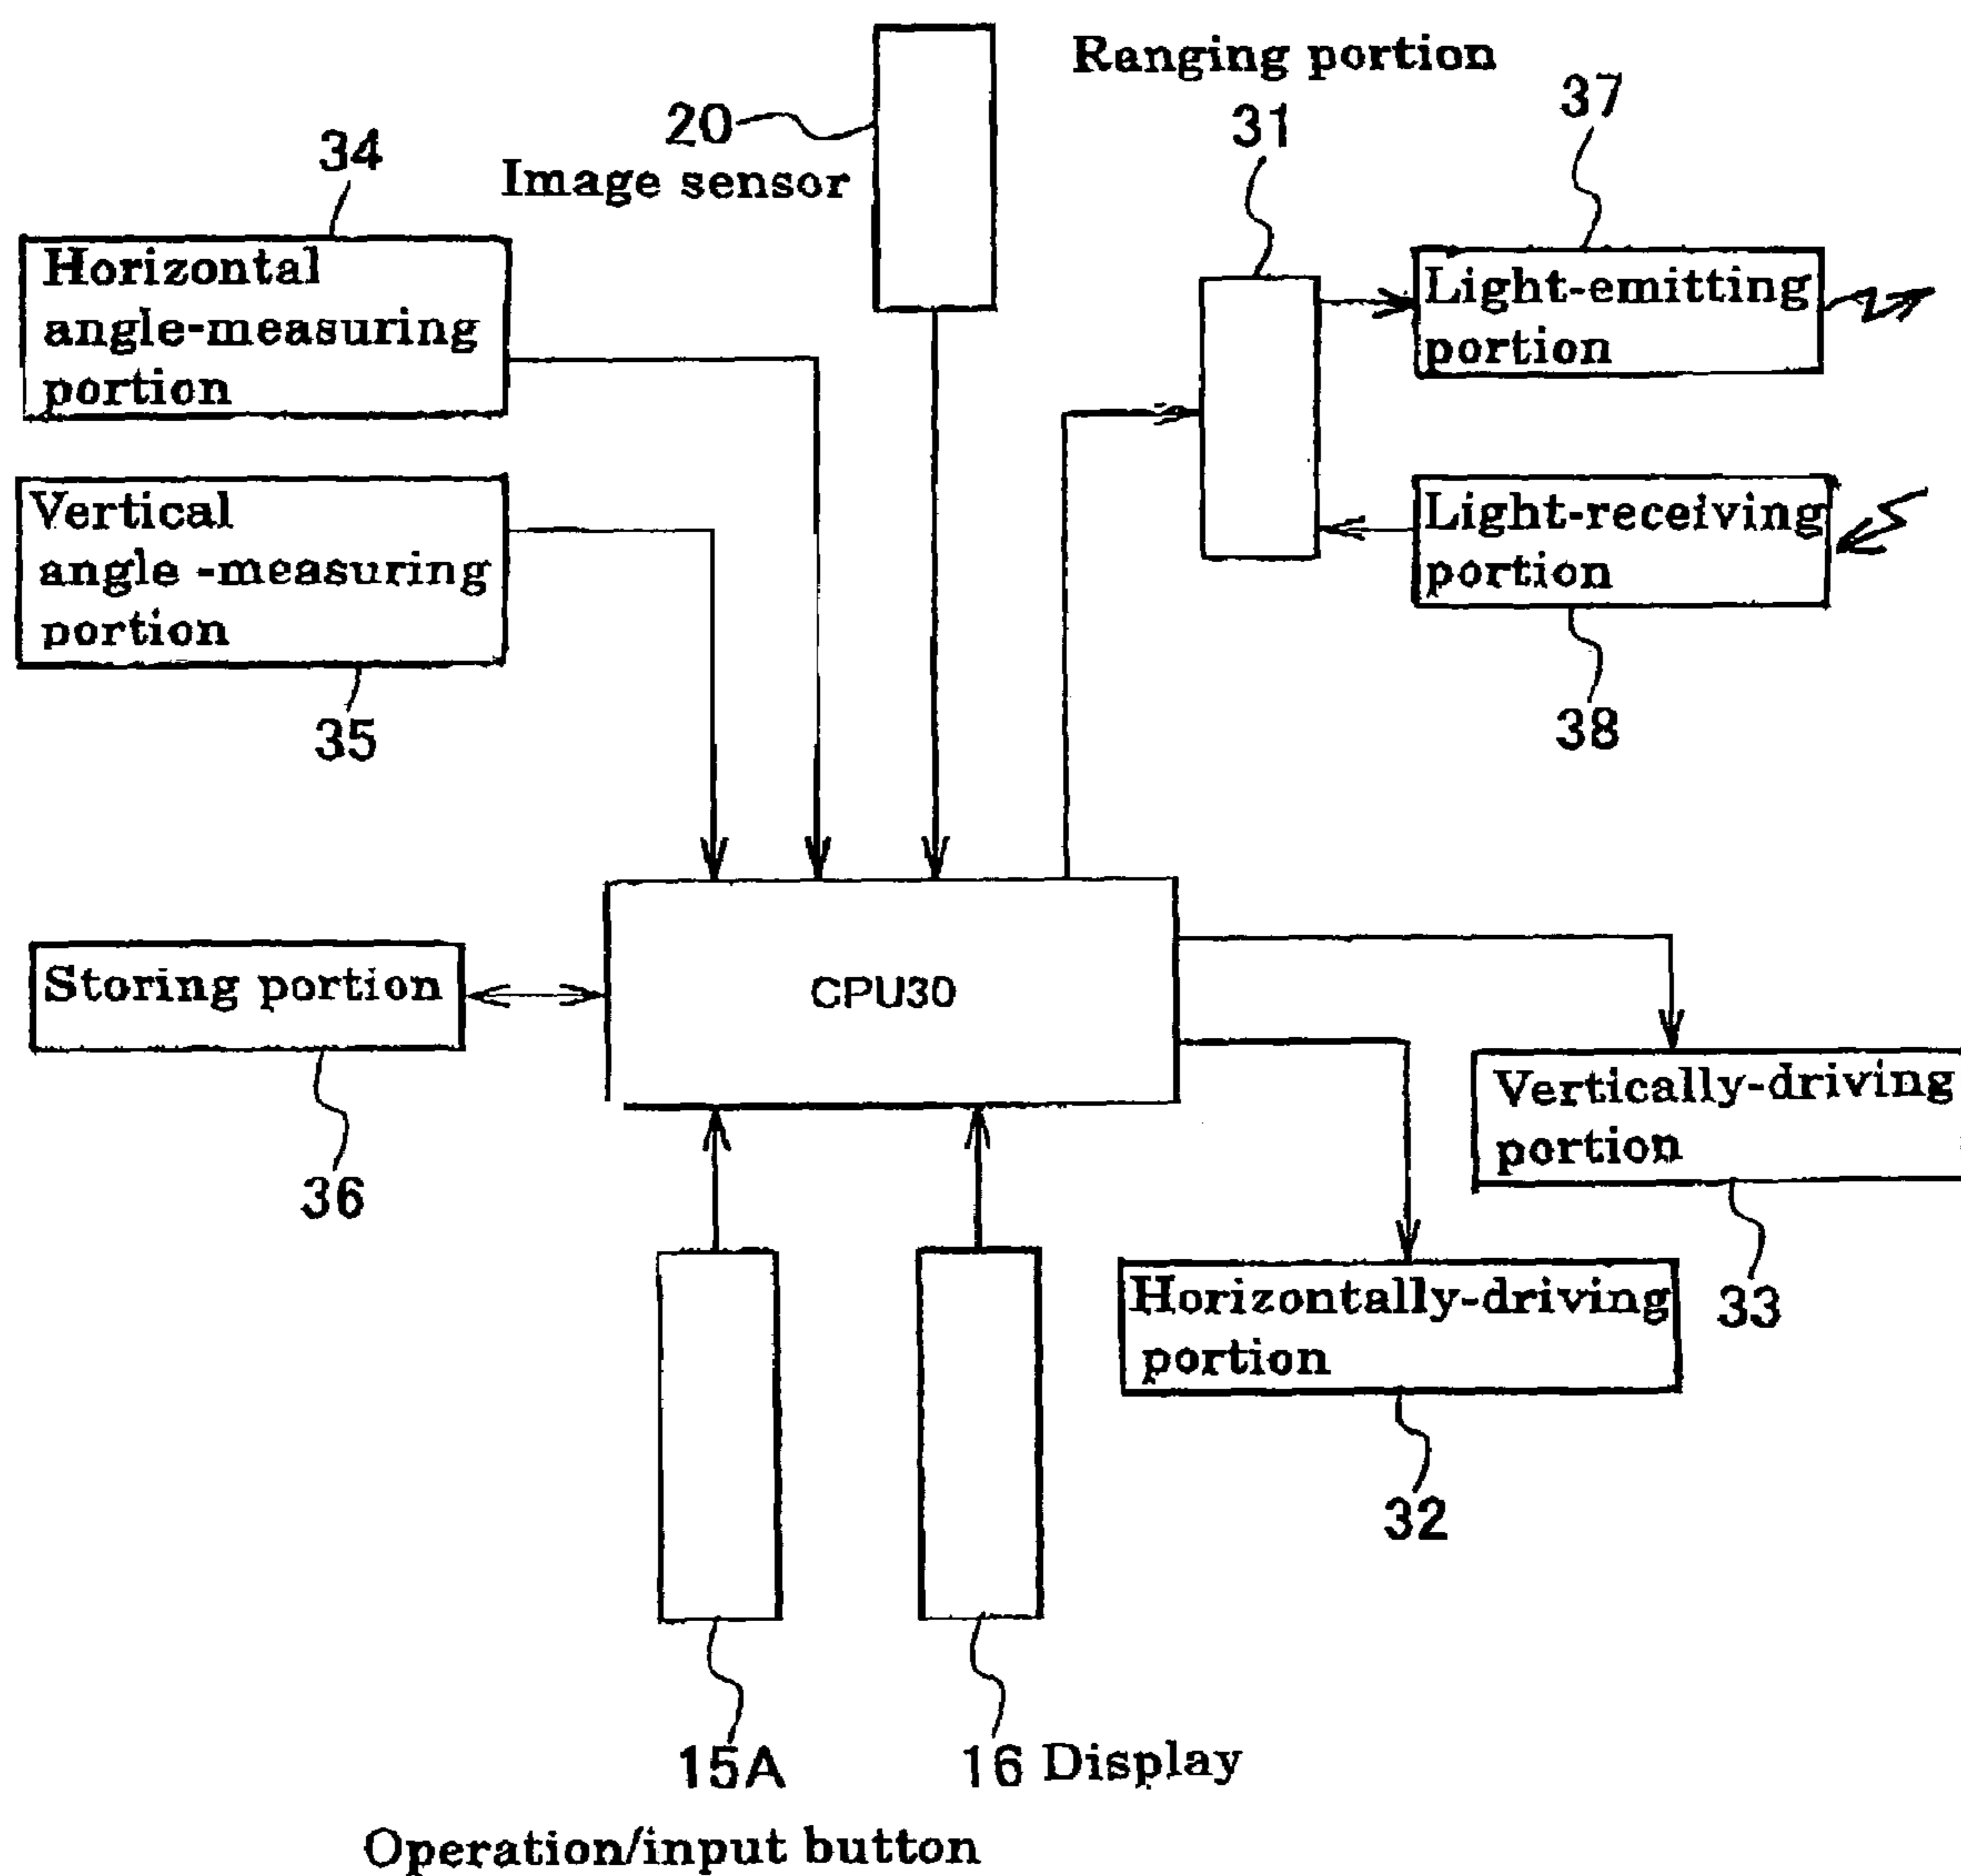 Ranging portion
31
37
20
Image sensor
34
Horizontal
angle-measuring
portion
Light-emitting
portion
Vertical
angle -measuring
portion
35
Light-receiving
portion
38
Storing portion
36
CPU30
Vertically-driving
portion
33
Horizontally-driving
portion
32
15A
Operation/input button
16 Display